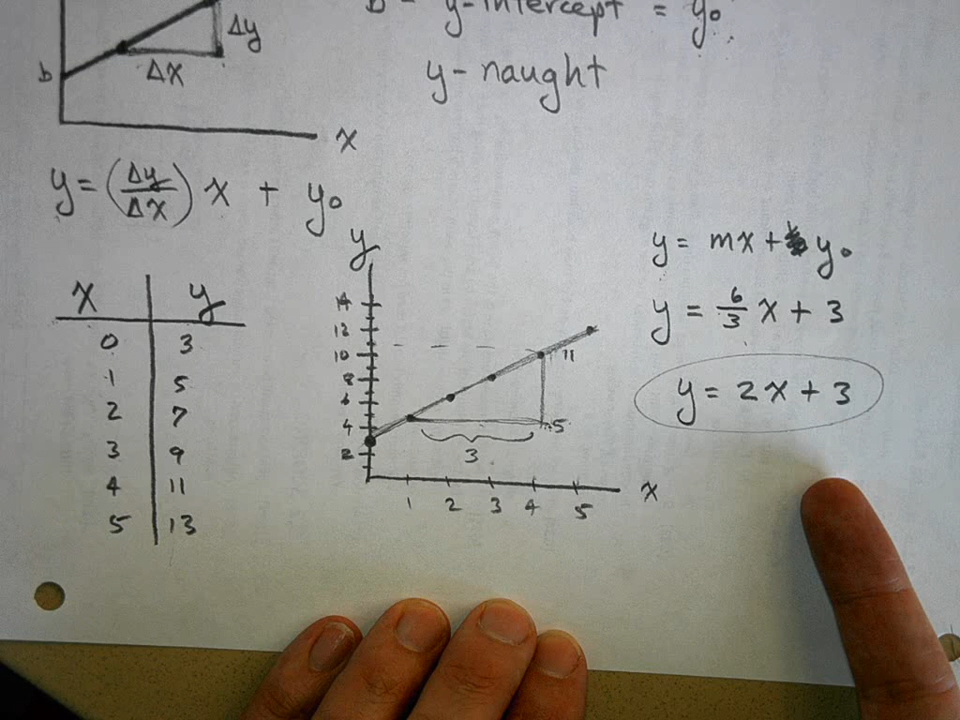 b - y-intercept = y₀
Δy
Δx
b
y - naught
x
y = (Δy/Δx) x + y₀
x y
0 3
1 5
2 7
3 9
4 11
5 13
y
14
12
10
8
6
4
2
11
5
3
1 2 3 4 5
x
y = mx + y₀
y = 6/3 x + 3
y = 2x + 3